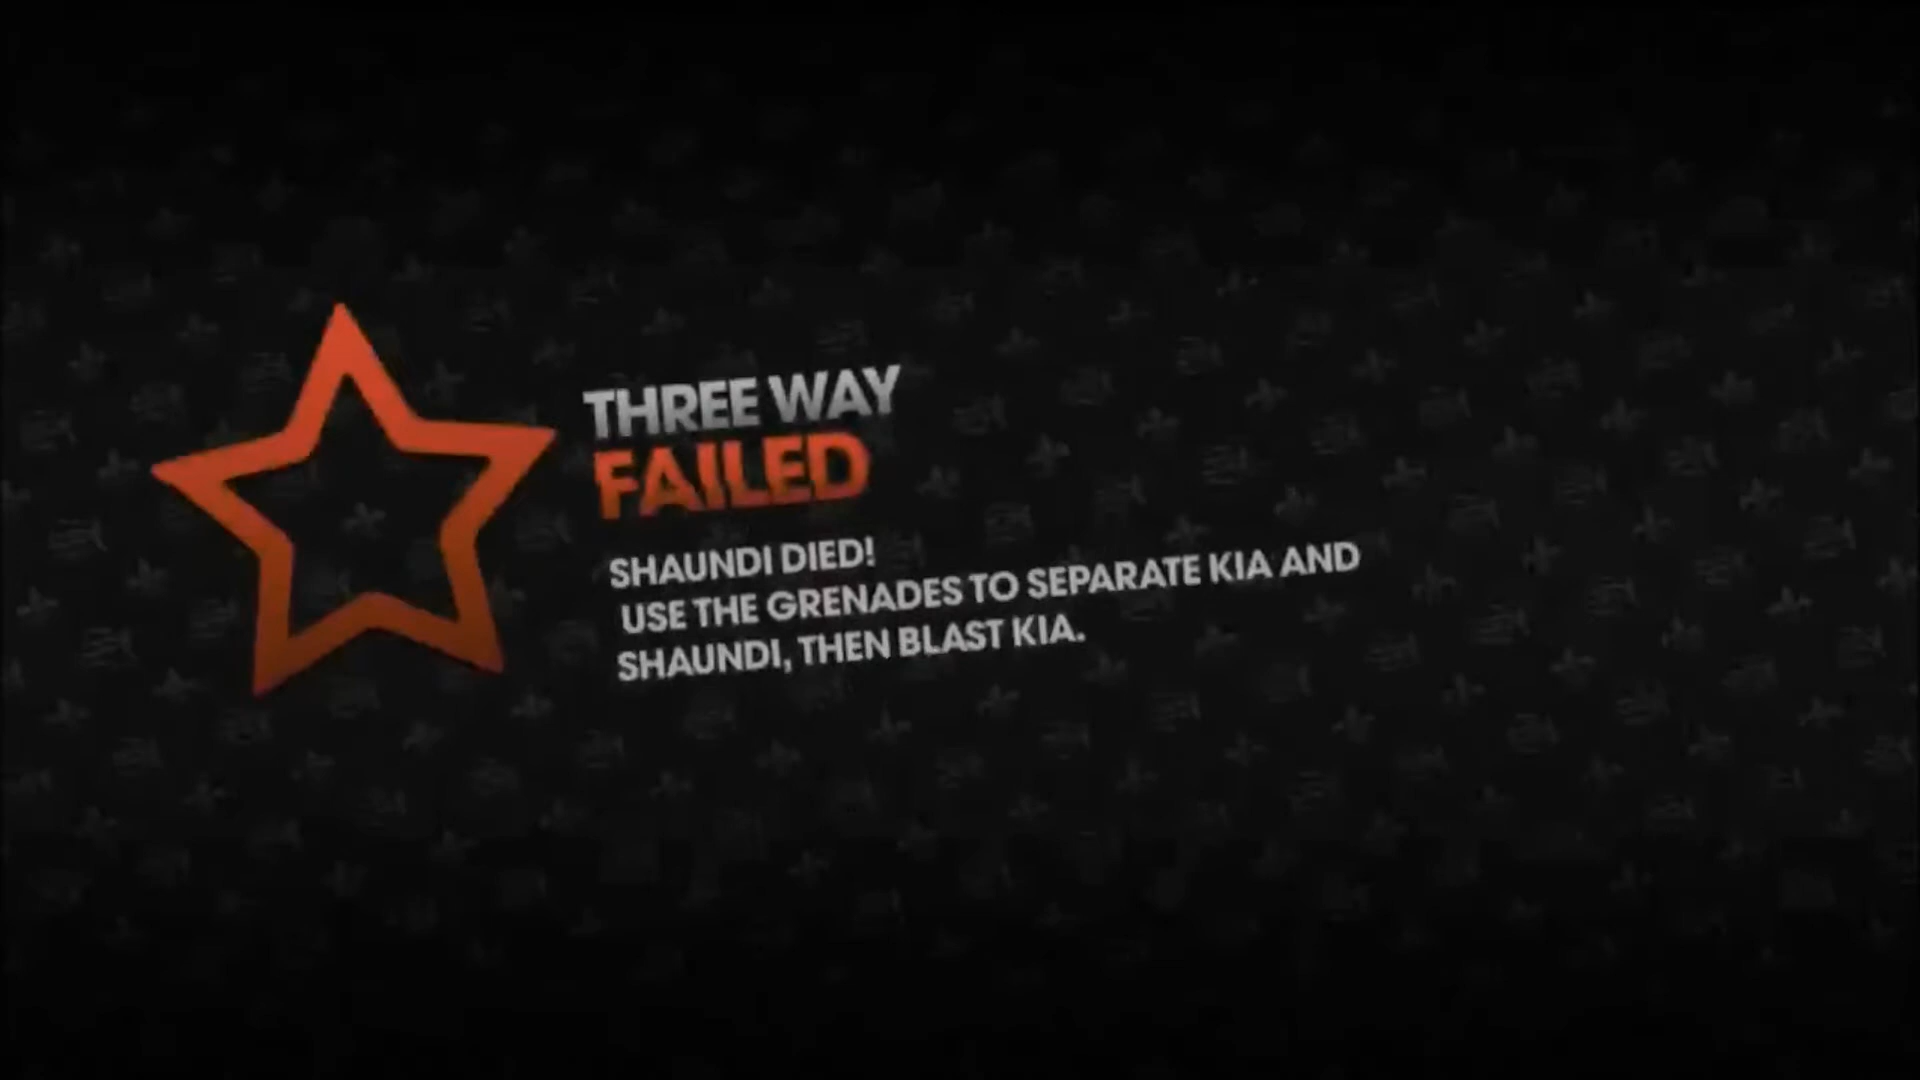 THREE WAY
FAILED
SHAUNDI DIED!
USE THE GRENADES TO SEPARATE KIA AND
SHAUNDI, THEN BLAST KIA.